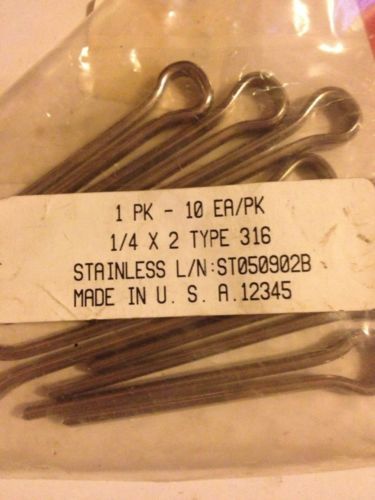 1 PK - 10 EA/PK
1/4 X 2 TYPE 316
STAINLESS L/N:ST050902B
MADE IN U. S. A.12345